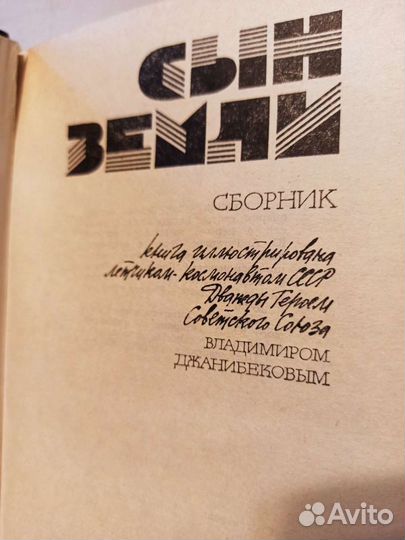 СЫН
ЗЕМЛИ
СБОРНИК
книга иллюстрирована
летчиком-космонавтом СССР
Дважды Героем
Советского Союза
ВЛАДИМИРОМ
ДЖАНИБЕКОВЫМ
Avito